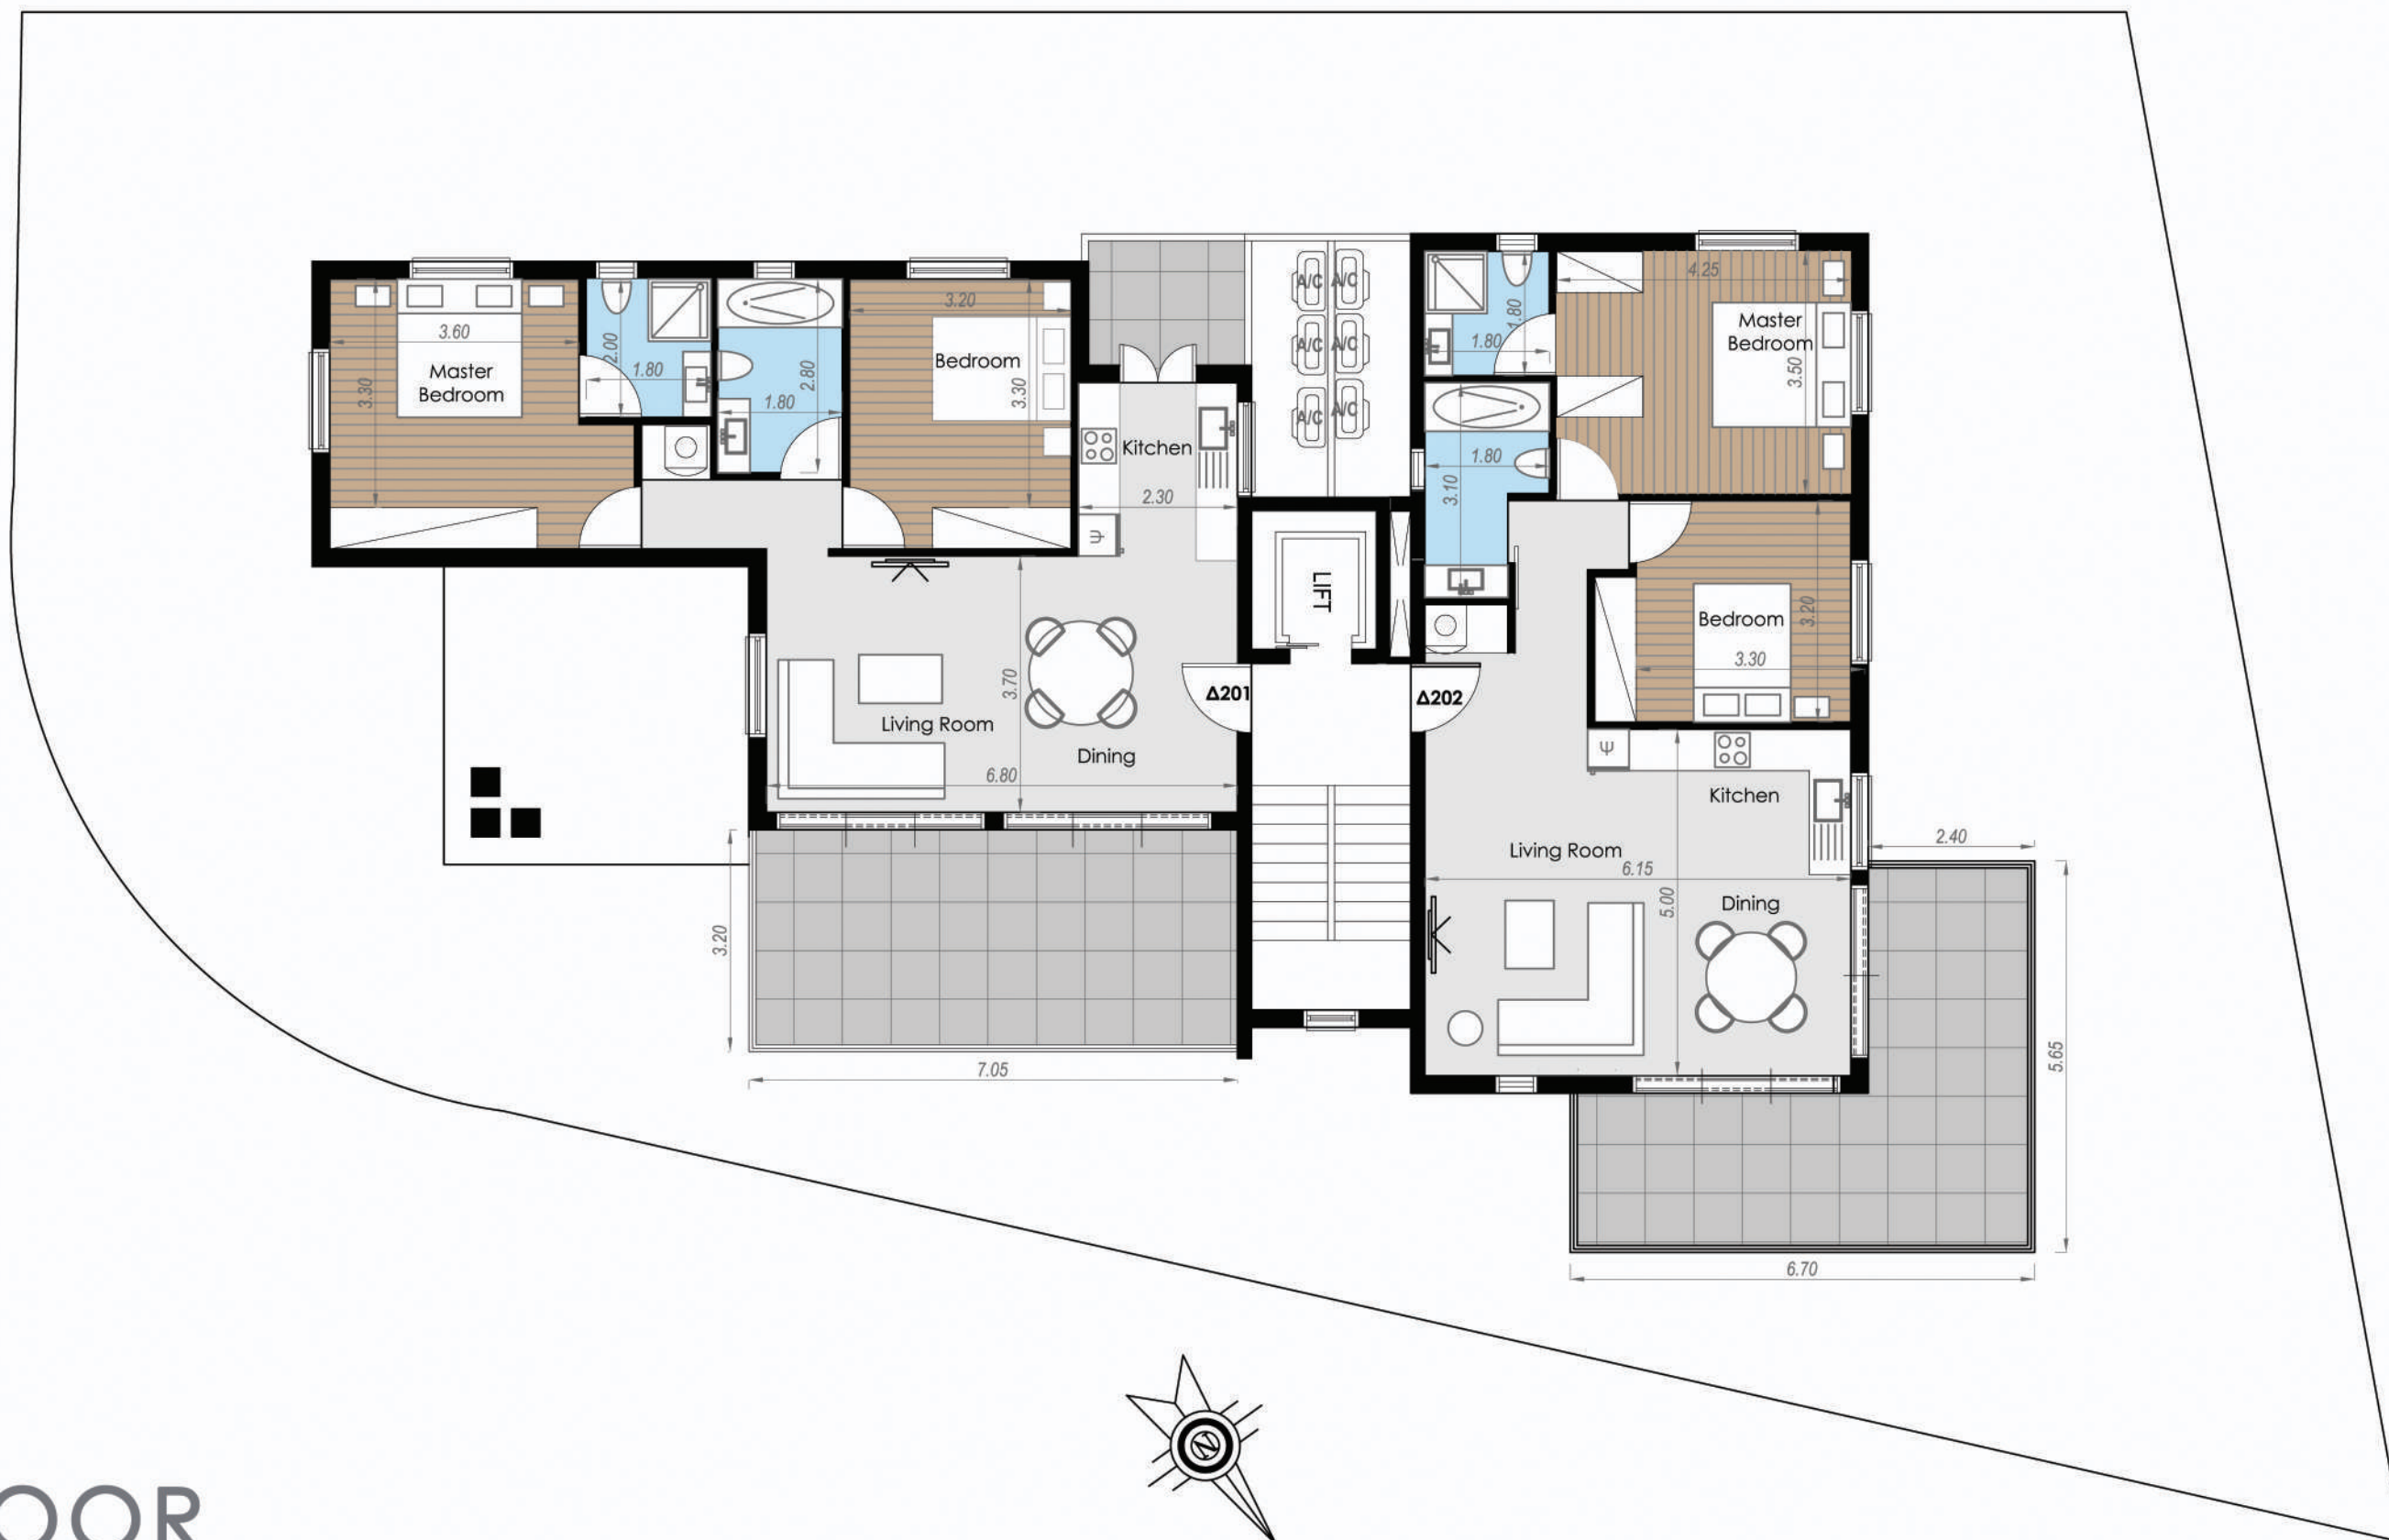 3.60
3.30
Master
Bedroom
2.00
1.80
2.80
1.80
3.20
Bedroom
3.30
Kitchen
2.30
Ψ
A/C
A/C
A/C
A/C
A/C
A/C
1.80
1.80
4.25
Master
Bedroom
3.50
1.80
3.10
LIFT
Bedroom
3.20
3.30
3.70
Living Room
Dining
6.80
Δ201
Δ202
Ψ
Kitchen
Living Room
6.15
5.00
Dining
2.40
3.20
7.05
5.65
6.70
N
OOR